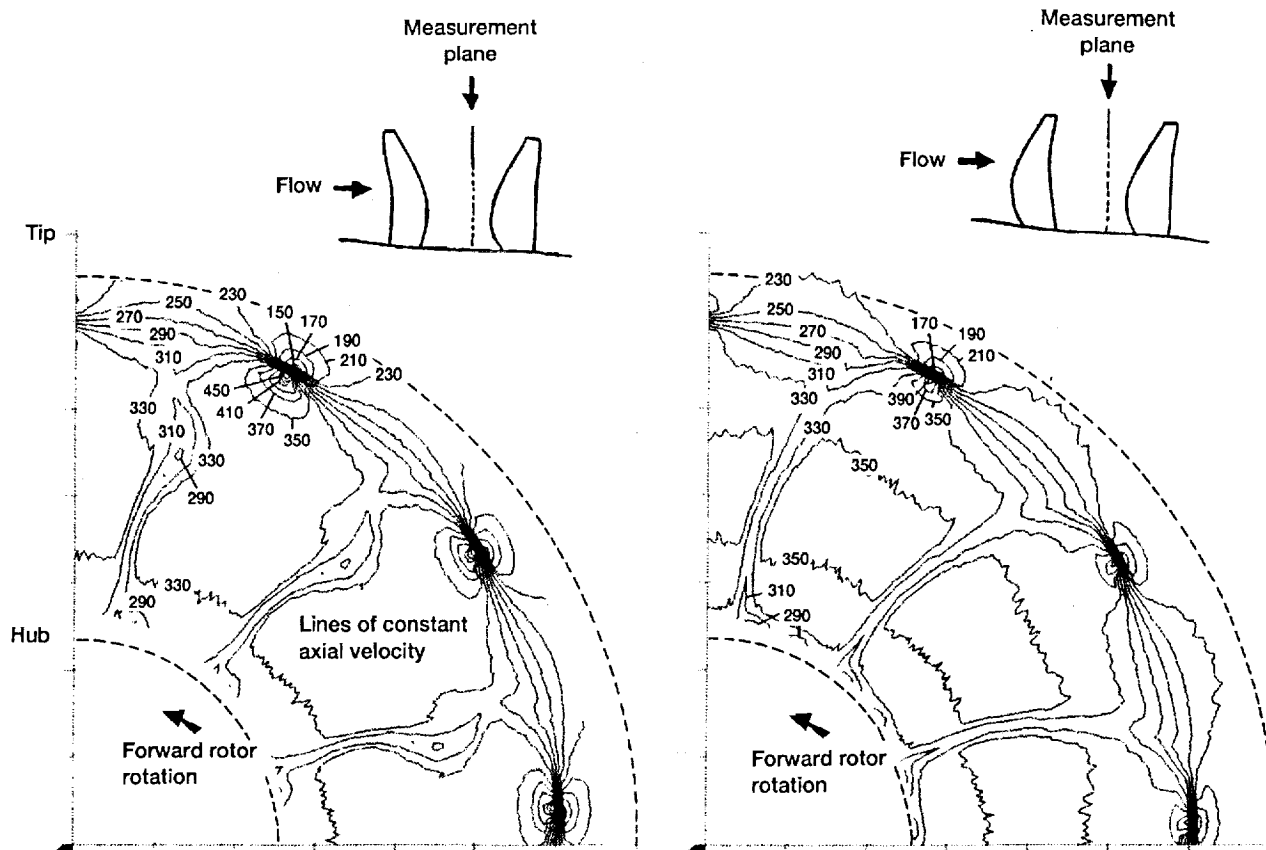 Measurement
plane
Flow
Tip
230
250
150
170
270
190
290
210
310
230
450
410
330
370
350
310
330
290
330
290
Hub
Lines of constant
axial velocity
Forward rotor
rotation
Measurement
plane
Flow
230
250
170
190
270
210
290
310
390
330
370
350
330
350
350
310
290
Forward rotor
rotation